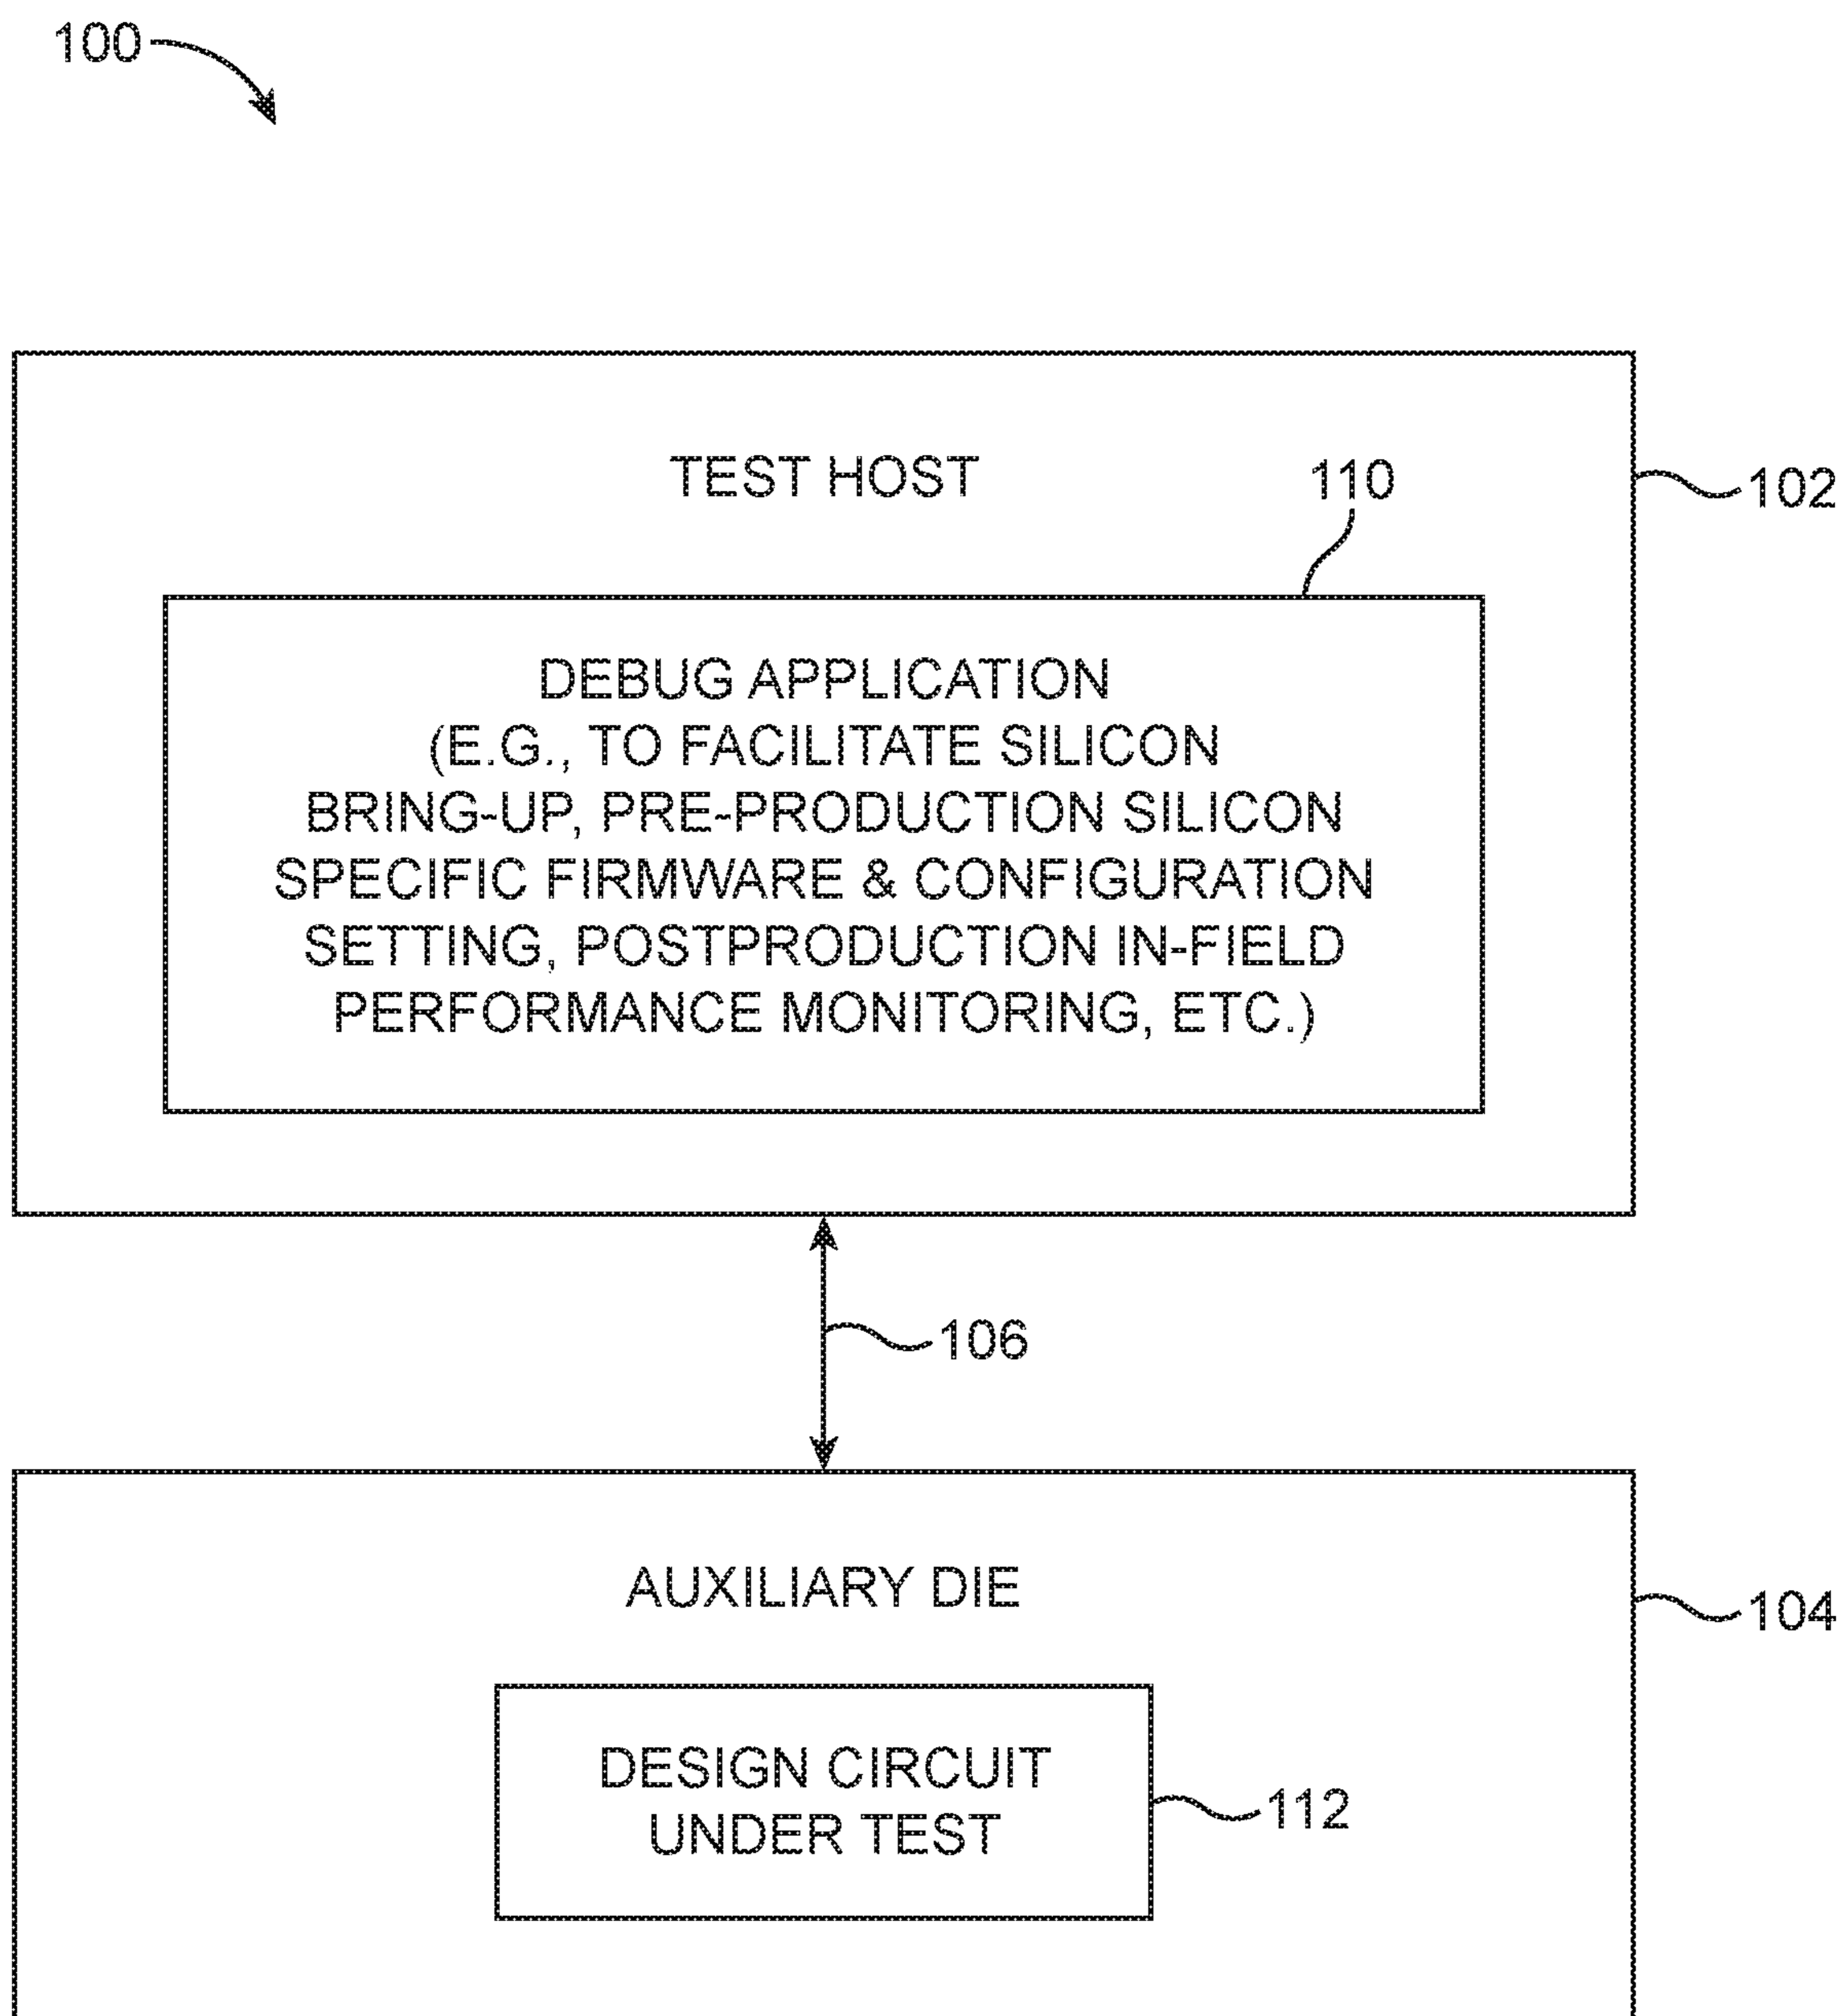 100
TEST HOST
110
102
DEBUG APPLICATION
(E.G., TO FACILITATE SILICON
BRING-UP, PRE-PRODUCTION SILICON
SPECIFIC FIRMWARE & CONFIGURATION
SETTING, POSTPRODUCTION IN-FIELD
PERFORMANCE MONITORING, ETC.)
106
AUXILIARY DIE
104
DESIGN CIRCUIT
UNDER TEST
112